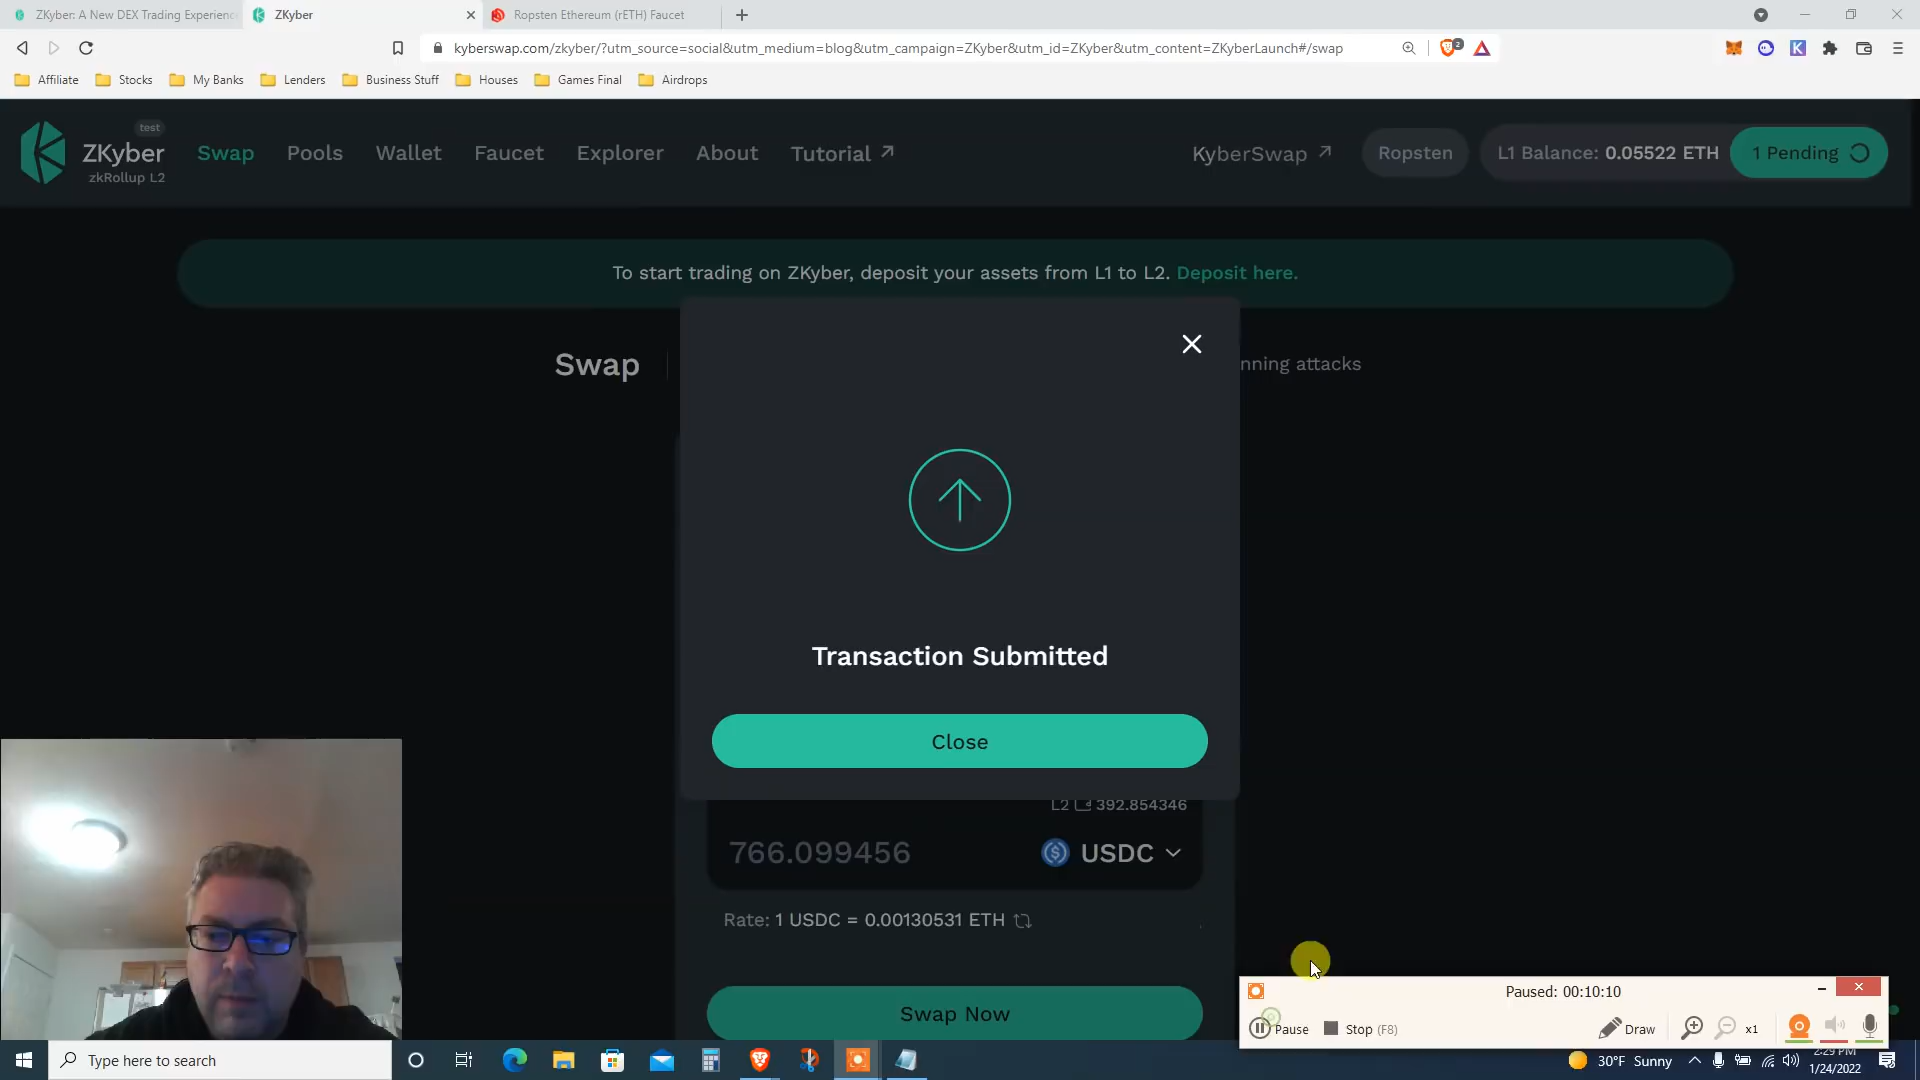 ZKyber: A New DEX Trading Experienc
ZKyber
Ropsten Ethereum (rETH) Faucet
kyberswap.com/zkyber/?utm_source=social&utm_medium=blog&utm_campaign=ZKyber&utm_id=ZKyber&utm_content=ZKyberLaunch#/swap
2
Affiliate
Stocks
My Banks
Lenders
Business Stuff
Houses
Games Final
Airdrops
test
ZKyber
zkRollup L2
Swap
Pools
Wallet
Faucet
Explorer
About
Tutorial ↗
KyberSwap ↗
Ropsten
L1 Balance: 0.05522 ETH
1 Pending
To start trading on ZKyber, deposit your assets from L1 to L2. Deposit here.
Swap
nning attacks
Transaction Submitted
Close
L2 392.854346
766.099456
USDC
Rate: 1 USDC = 0.00130531 ETH
Swap Now
Paused: 00:10:10
Pause
Stop (F8)
Draw
x1
Type here to search
30°F Sunny
2:29 PM
1/24/2022